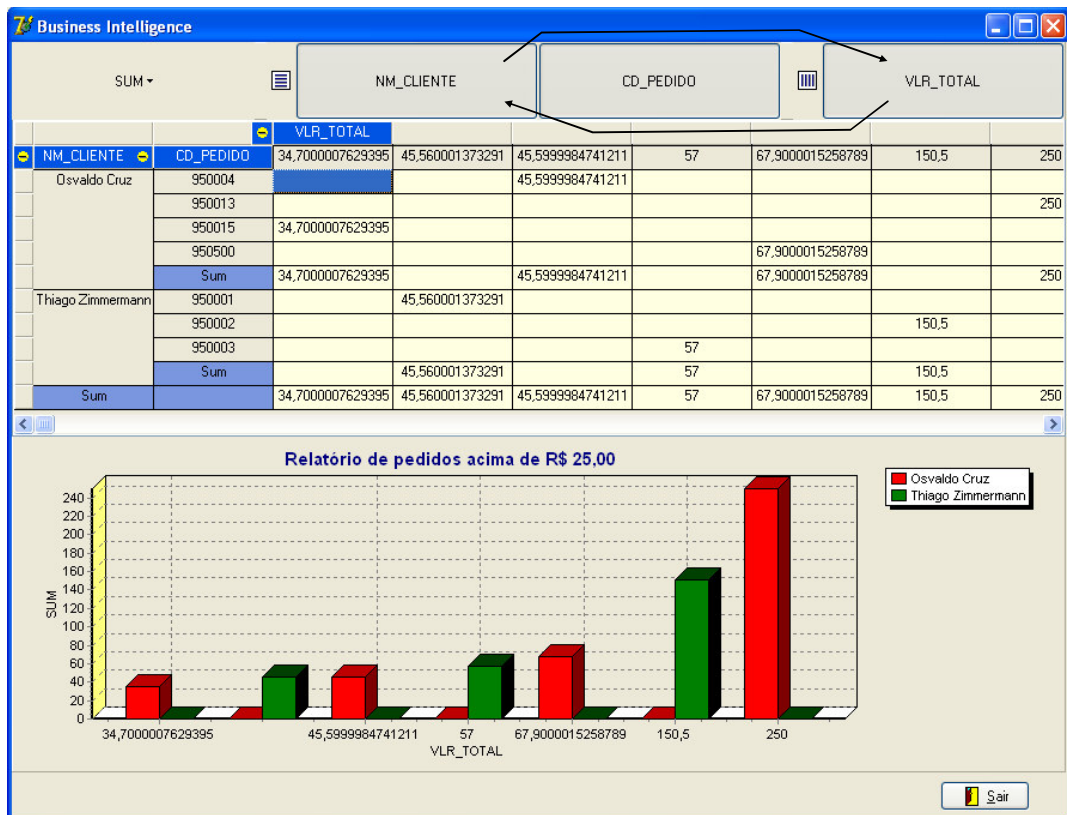 Business Intelligence
SUM NM_CLIENTE CD_PEDIDO VLR_TOTAL
VLR_TOTAL
NM_CLIENTE CD_PEDIDO 34,7000007629395 45,560001373291 45,5999984741211 57 67,9000015258789 150,5 250
Osvaldo Cruz 950004 45,5999984741211
950013 250
950015 34,7000007629395
950500 67,9000015258789
Sum 34,7000007629395 45,5999984741211 67,9000015258789 250
Thiago Zimmermann 950001 45,560001373291
950002 150,5
950003 57
Sum 45,560001373291 57 150,5
Sum 34,7000007629395 45,560001373291 45,5999984741211 57 67,9000015258789 150,5 250
Relatório de pedidos acima de R$ 25,00
Osvaldo Cruz
Thiago Zimmermann
240
220
200
180
160
140
120
100
80
60
40
20
0
SUM
34,7000007629395 45,5999984741211 57 67,9000015258789 150,5 250
VLR_TOTAL
Sair